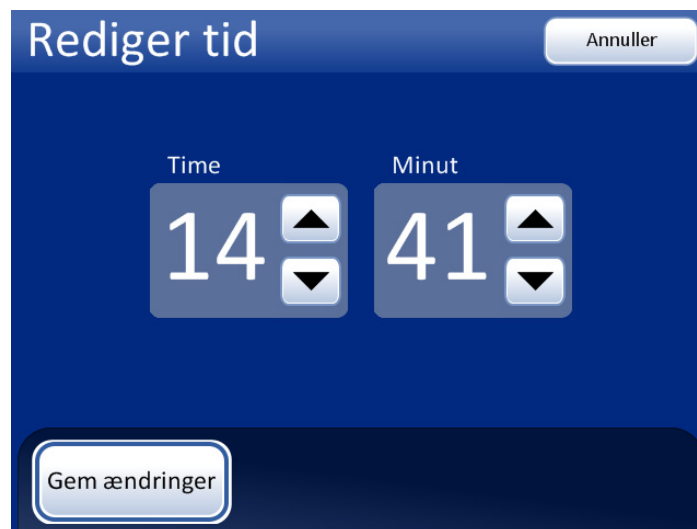 Rediger tid
Annuller
Time
Minut
14
41
Gem ændringer